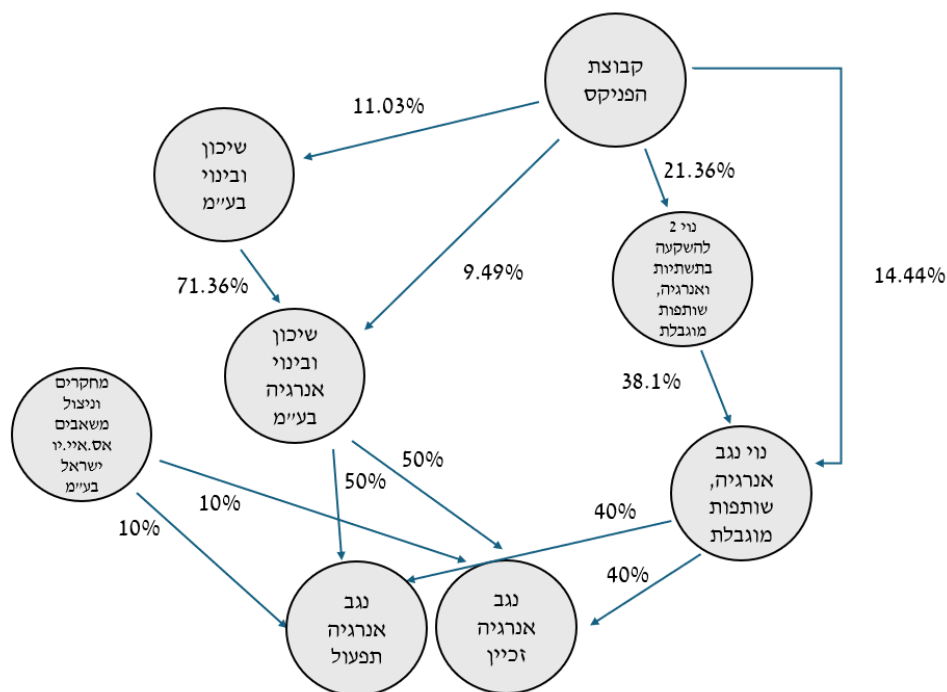 קבוצת
הפניקס
11.03%
שיכון
ובינוי
בע״מ
21.36%
נוי 2
להשקעה
בתשתיות
ואנרגיה,
שותפות
מוגבלת
9.49%
14.44%
71.36%
שיכון
ובינוי
אנרגיה
בע״מ
38.1%
מחקרים
וניצול
משאבים
אס.איי.יו
ישראל
בע״מ
נוי נגב
אנרגיה,
שותפות
מוגבלת
50%
50%
10%
10%
40%
40%
נגב
אנרגיה
תפעול
נגב
אנרגיה
זכיין